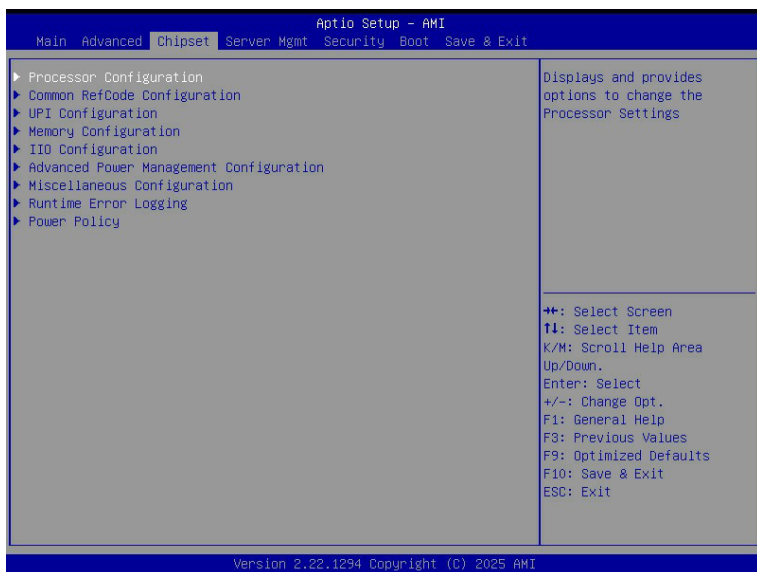 Aptio Setup - AMI
Main Advanced Chipset Server Mgmt Security Boot Save & Exit
Processor Configuration
Common RefCode Configuration
UPI Configuration
Memory Configuration
IIO Configuration
Advanced Power Management Configuration
Miscellaneous Configuration
Runtime Error Logging
Power Policy
Displays and provides
options to change the
Processor Settings
→←: Select Screen
↑↓: Select Item
K/M: Scroll Help Area
Up/Down.
Enter: Select
+/-: Change Opt.
F1: General Help
F3: Previous Values
F9: Optimized Defaults
F10: Save & Exit
ESC: Exit
Version 2.22.1294 Copyright (C) 2025 AMI